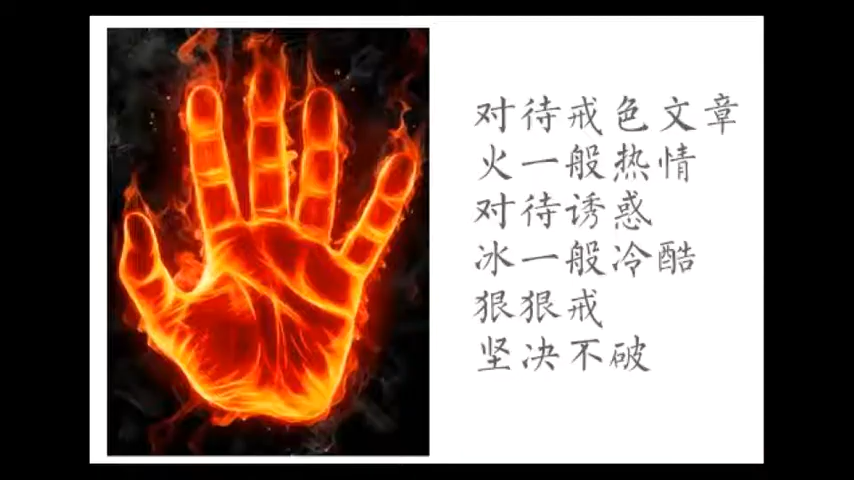 对待戒色文章
火一般热情
对待诱惑
冰一般冷酷
狠狠戒
坚决不破